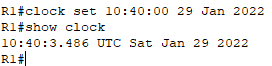 R1#clock set 10:40:00 29 Jan 2022
R1#show clock
10:40:3.486 UTC Sat Jan 29 2022
R1#